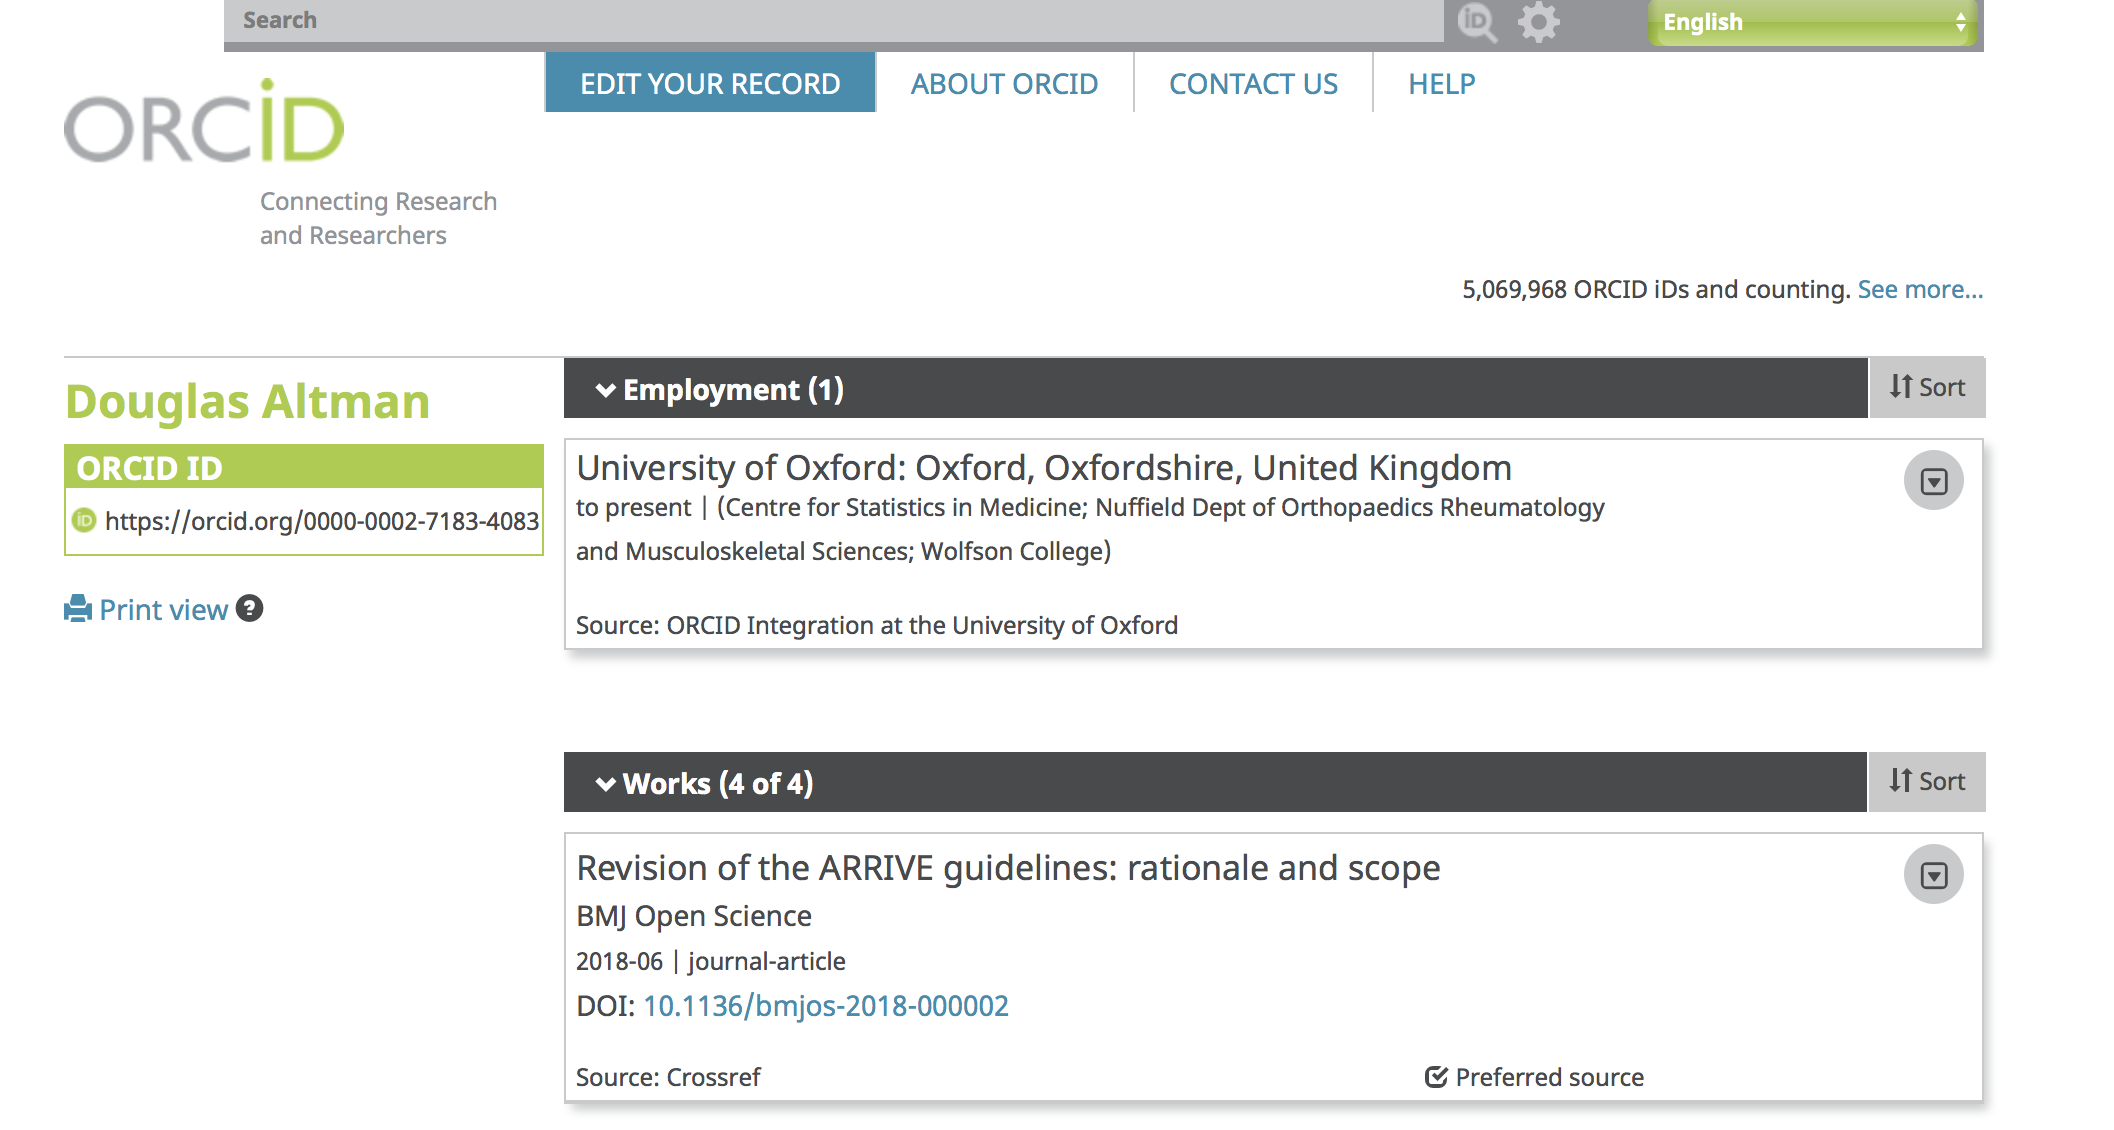 Search
iD
English
EDIT YOUR RECORD
ABOUT ORCID
CONTACT US
HELP
ORCiD
Connecting Research
and Researchers
5,069,968 ORCID iDs and counting. See more...
Douglas Altman
ORCID ID
iD https://orcid.org/0000-0002-7183-4083
Print view ?
Employment (1)
Sort
University of Oxford: Oxford, Oxfordshire, United Kingdom
to present | (Centre for Statistics in Medicine; Nuffield Dept of Orthopaedics Rheumatology
and Musculoskeletal Sciences; Wolfson College)
Source: ORCID Integration at the University of Oxford
Works (4 of 4)
Sort
Revision of the ARRIVE guidelines: rationale and scope
BMJ Open Science
2018-06 | journal-article
DOI: 10.1136/bmjos-2018-000002
Source: Crossref
Preferred source